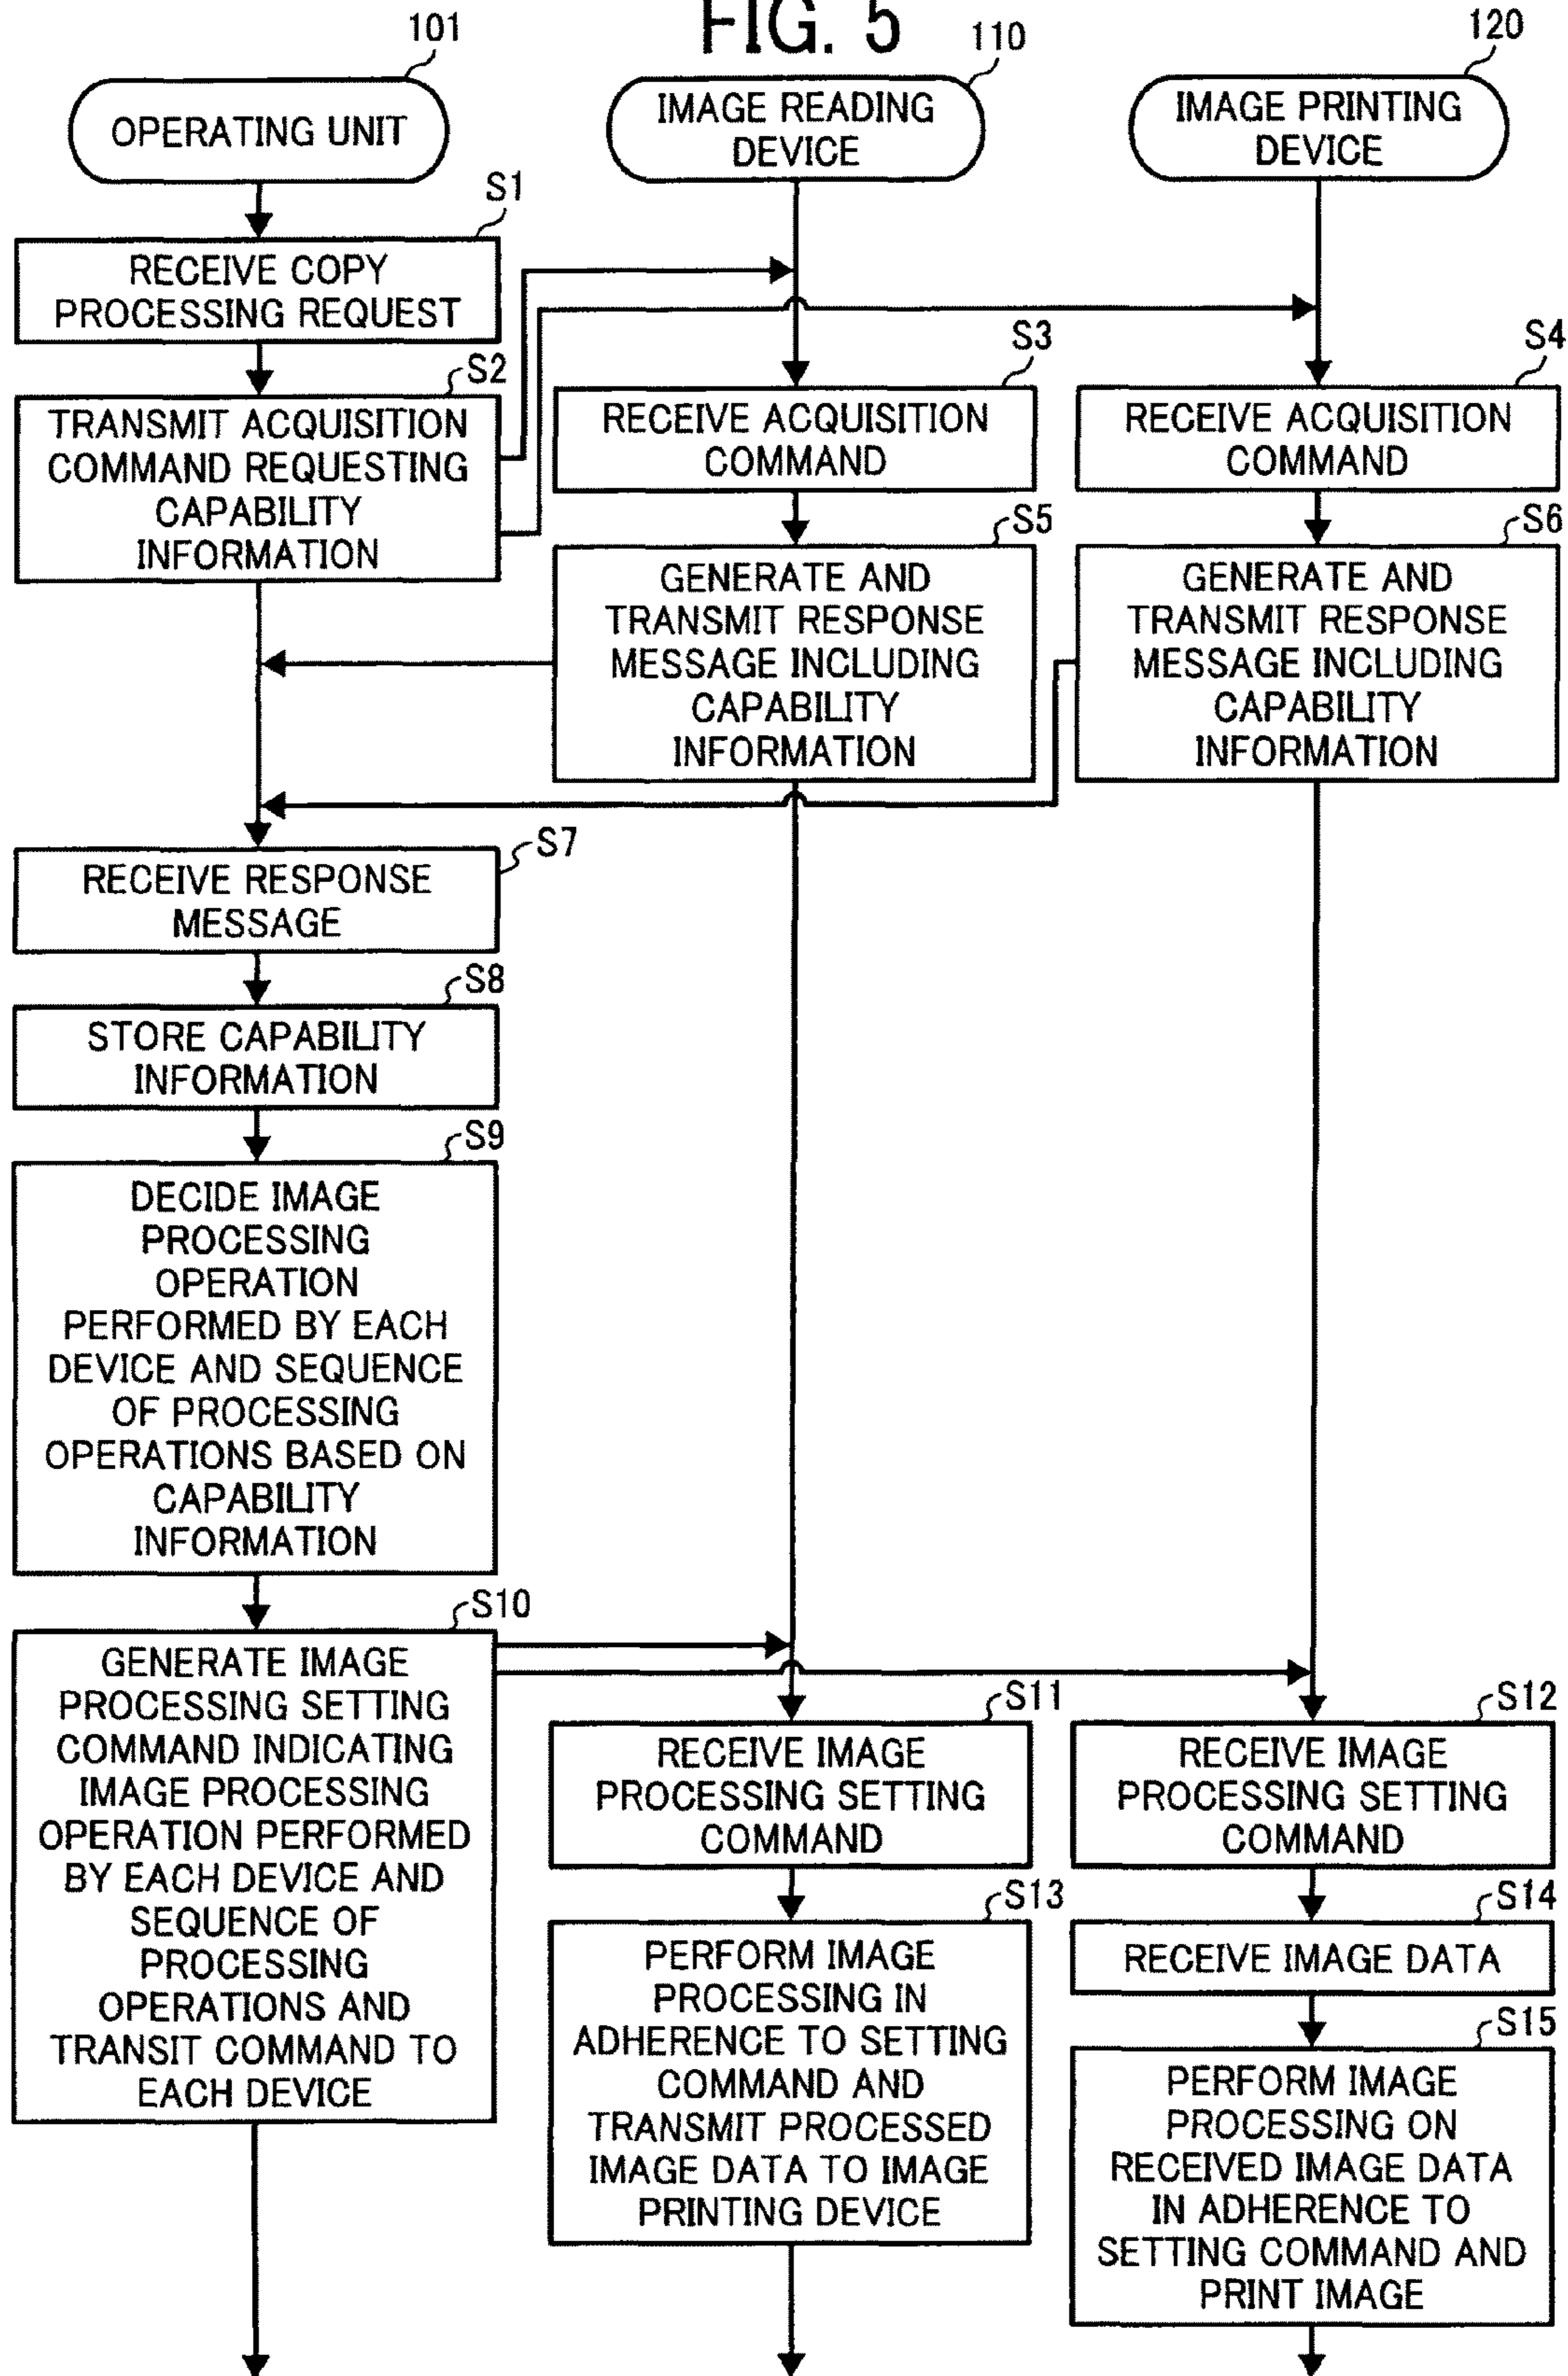 FIG. 5
101
OPERATING UNIT
110
IMAGE READING
DEVICE
120
IMAGE PRINTING
DEVICE
S1
RECEIVE COPY
PROCESSING REQUEST
S2
TRANSMIT ACQUISITION
COMMAND REQUESTING
CAPABILITY
INFORMATION
S3
RECEIVE ACQUISITION
COMMAND
S4
RECEIVE ACQUISITION
COMMAND
S5
GENERATE AND
TRANSMIT RESPONSE
MESSAGE INCLUDING
CAPABILITY
INFORMATION
S6
GENERATE AND
TRANSMIT RESPONSE
MESSAGE INCLUDING
CAPABILITY
INFORMATION
S7
RECEIVE RESPONSE
MESSAGE
S8
STORE CAPABILITY
INFORMATION
S9
DECIDE IMAGE
PROCESSING
OPERATION
PERFORMED BY EACH
DEVICE AND SEQUENCE
OF PROCESSING
OPERATIONS BASED ON
CAPABILITY
INFORMATION
S10
GENERATE IMAGE
PROCESSING SETTING
COMMAND INDICATING
IMAGE PROCESSING
OPERATION PERFORMED
BY EACH DEVICE AND
SEQUENCE OF
PROCESSING
OPERATIONS AND
TRANSIT COMMAND TO
EACH DEVICE
S11
RECEIVE IMAGE
PROCESSING SETTING
COMMAND
S12
RECEIVE IMAGE
PROCESSING SETTING
COMMAND
S13
PERFORM IMAGE
PROCESSING IN
ADHERENCE TO SETTING
COMMAND AND
TRANSMIT PROCESSED
IMAGE DATA TO IMAGE
PRINTING DEVICE
S14
RECEIVE IMAGE DATA
S15
PERFORM IMAGE
PROCESSING ON
RECEIVED IMAGE DATA
IN ADHERENCE TO
SETTING COMMAND AND
PRINT IMAGE